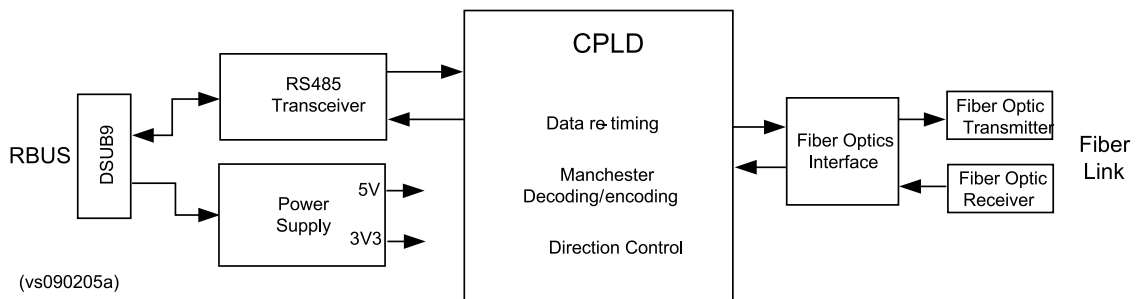 RBUS
DSUB9
RS485
Transceiver
Power
Supply
5V
3V3
CPLD
Data re-timing
Manchester
Decoding/encoding
Direction Control
Fiber Optics
Interface
Fiber Optic
Transmitter
Fiber Optic
Receiver
Fiber
Link
(vs090205a)